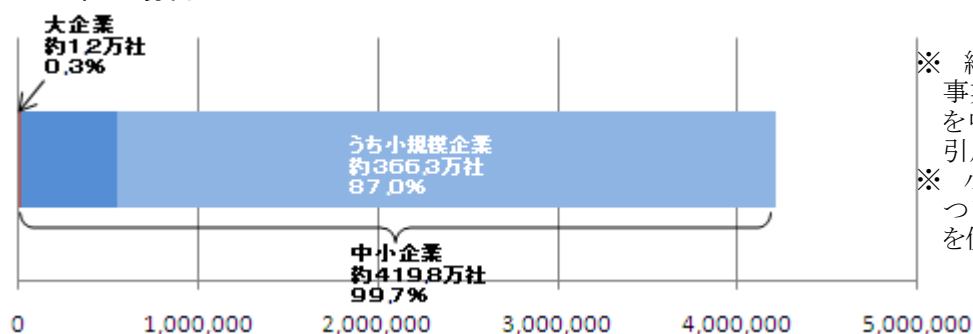 大企業
約1.2万社
0.3%
うち小規模企業
約366.3万社
87.0%
中小企業
約419.8万社
99.7%
0 1,000,000 2,000,000 3,000,000 4,000,000 5,000,000
※
事
を
引
※
つ
を